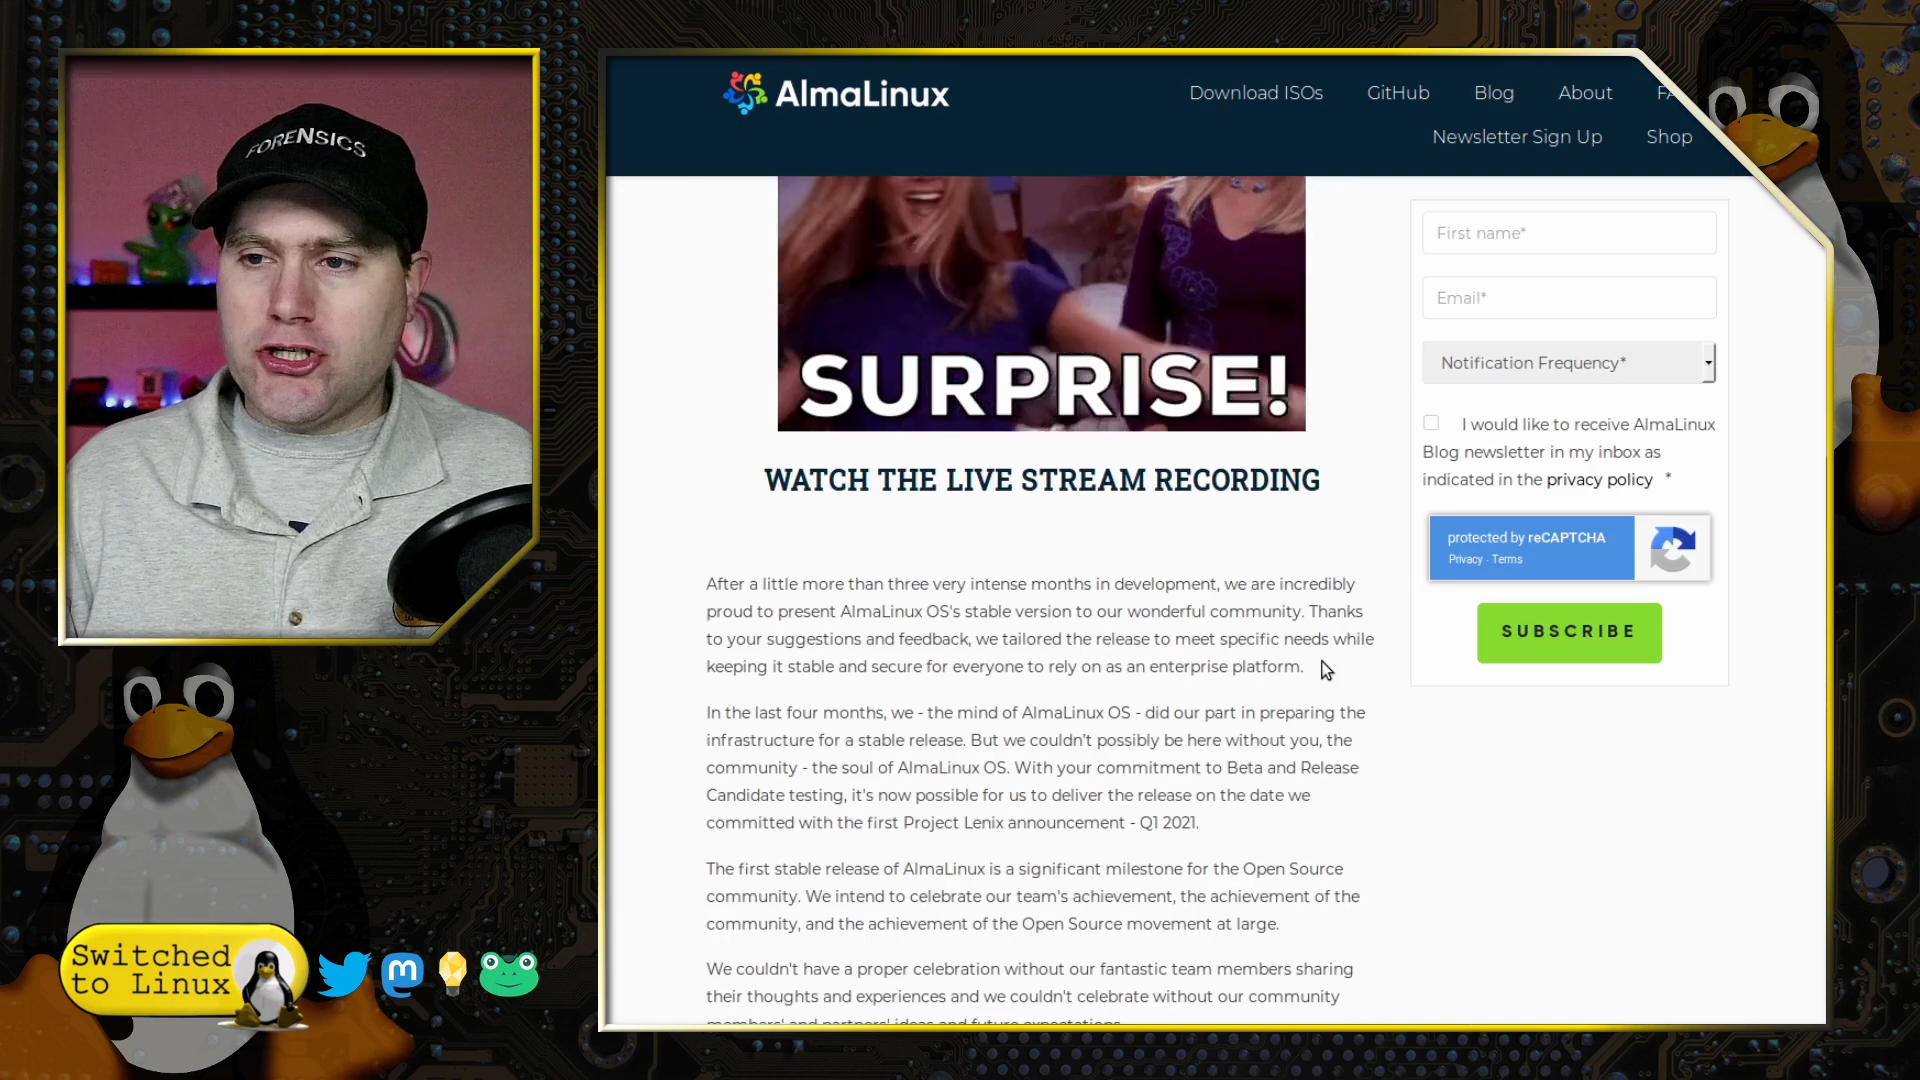 FORENSICS
AlmaLinux
Download ISOs GitHub Blog About
Newsletter Sign Up Shop
SURPRISE!
WATCH THE LIVE STREAM RECORDING
After a little more than three very intense months in development, we are incredibly
proud to present AlmaLinux OS's stable version to our wonderful community. Thanks
to your suggestions and feedback, we tailored the release to meet specific needs while
keeping it stable and secure for everyone to rely on as an enterprise platform.
In the last four months, we - the mind of AlmaLinux OS - did our part in preparing the
infrastructure for a stable release. But we couldn't possibly be here without you, the
community - the soul of AlmaLinux OS. With your commitment to Beta and Release
Candidate testing, it's now possible for us to deliver the release on the date we
committed with the first Project Lenix announcement - Q1 2021.
The first stable release of AlmaLinux is a significant milestone for the Open Source
community. We intend to celebrate our team's achievement, the achievement of the
community, and the achievement of the Open Source movement at large.
We couldn't have a proper celebration without our fantastic team members sharing
their thoughts and experiences and we couldn't celebrate without our community
members' and partners' ideas and future expectations.
First name*
Email*
Notification Frequency*
I would like to receive AlmaLinux
Blog newsletter in my inbox as
indicated in the privacy policy *
protected by reCAPTCHA
Privacy - Terms
SUBSCRIBE
Switched
to Linux